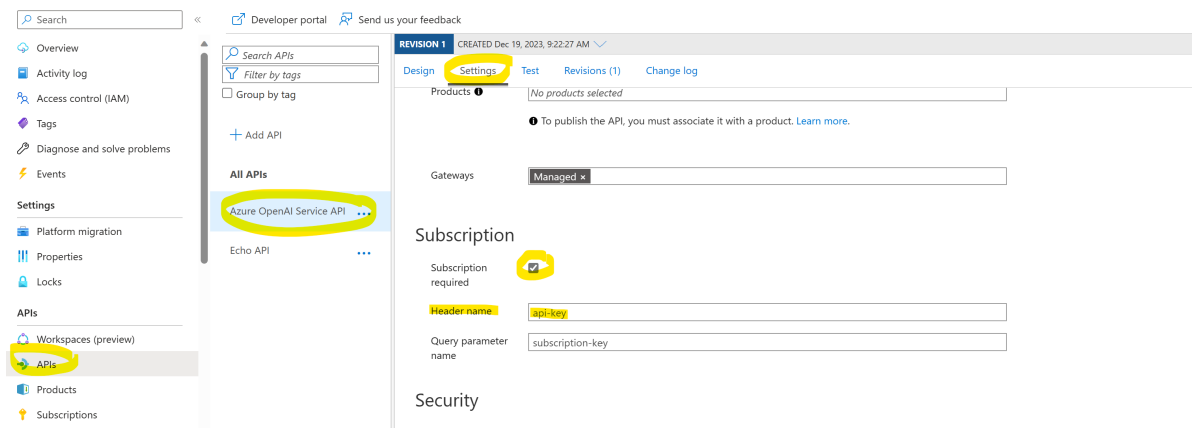 Search
«
Overview
Activity log
Access control (IAM)
Tags
Diagnose and solve problems
Events
Settings
Platform migration
Properties
Locks
APIs
Workspaces (preview)
APIs
Products
Subscriptions
Developer portal Send us your feedback
Search APIs
Filter by tags
Group by tag
+ Add API
All APIs
Azure OpenAI Service API ...
Echo API ...
REVISION 1 CREATED Dec 19, 2023, 9:22:27 AM
Design Settings Test Revisions (1) Change log
Products No products selected
To publish the API, you must associate it with a product. Learn more.
Gateways Managed ×
Subscription
Subscription
required
Header name api-key
Query parameter
name
subscription-key
Security